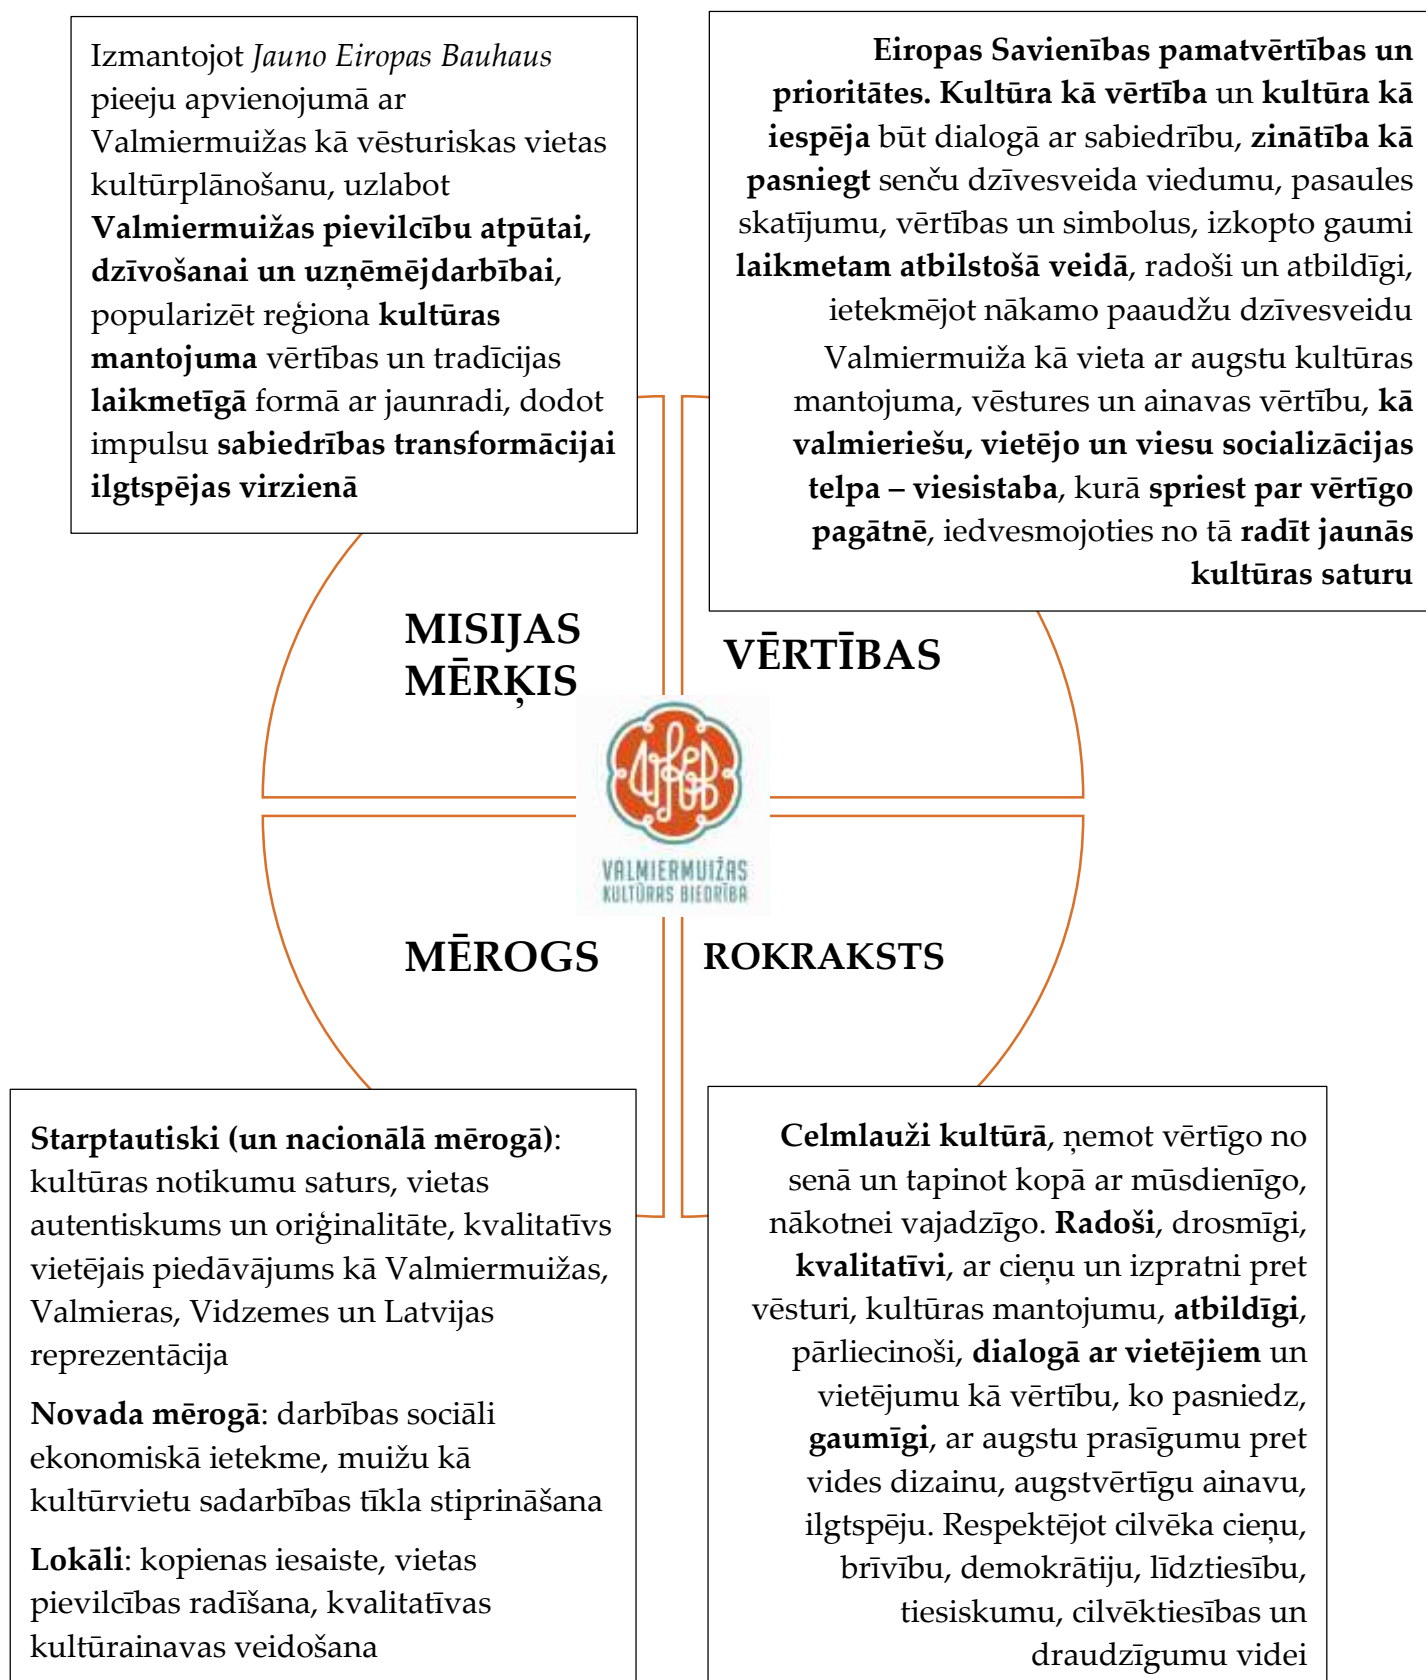 Izmantojot Jauno Eiropas Bauhaus
pieeju apvienojumā ar
Valmiermuižas kā vēsturiskas vietas
kultūrplānošanu, uzlabot
Valmiermuižas pievilcību atpūtai,
dzīvošanai un uzņēmējdarbībai,
popularizēt reģiona kultūras
mantojuma vērtības un tradīcijas
laikmetīgā formā ar jaunradi, dodot
impulsu sabiedrības transformācijai
ilgtspējas virzienā
Eiropas Savienības pamatvērtības un
prioritātes. Kultūra kā vērtība un kultūra kā
iespēja būt dialogā ar sabiedrību, zinātība kā
pasniegt senču dzīvesveida viedumu, pasaules
skatījumu, vērtības un simbolus, izkopto gaumi
laikmetam atbilstošā veidā, radoši un atbildīgi,
ietekmējot nākamo paaudžu dzīvesveidu
Valmiermuiža kā vieta ar augstu kultūras
mantojuma, vēstures un ainavas vērtību, kā
valmieriešu, vietējo un viesu socializācijas
telpa – viesistaba, kurā spriest par vērtīgo
pagātnē, iedvesmojoties no tā radīt jaunās
kultūras saturu
MISIJAS
MĒRĶIS
VĒRTĪBAS
VALMIERMUIŽAS
KULTŪRAS BIEDRĪBA
MĒROGS
ROKRAKSTS
Starptautiski (un nacionālā mērogā):
kultūras notikumu saturs, vietas
autentiskums un oriģinalitāte, kvalitatīvs
vietējais piedāvājums kā Valmiermuižas,
Valmieras, Vidzemes un Latvijas
reprezentācija
Novada mērogā: darbības sociāli
ekonomiskā ietekme, muižu kā
kultūrvietu sadarbības tīkla stiprināšana
Lokāli: kopienas iesaiste, vietas
pievilcības radīšana, kvalitatīvas
kultūrainavas veidošana
Celmlauži kultūrā, ņemot vērtīgo no
senā un tapinot kopā ar mūsdienīgo,
nākotnei vajadzīgo. Radoši, drosmīgi,
kvalitatīvi, ar cieņu un izpratni pret
vēsturi, kultūras mantojumu, atbildīgi,
pārliecinoši, dialogā ar vietējiem un
vietējumu kā vērtību, ko pasniedz,
gaumīgi, ar augstu prasīgumu pret
vides dizainu, augstvērtīgu ainavu,
ilgtspēju. Respektējot cilvēka cieņu,
brīvību, demokrātiju, līdztiesību,
tiesiskumu, cilvēktiesības un
draudzīgumu videi